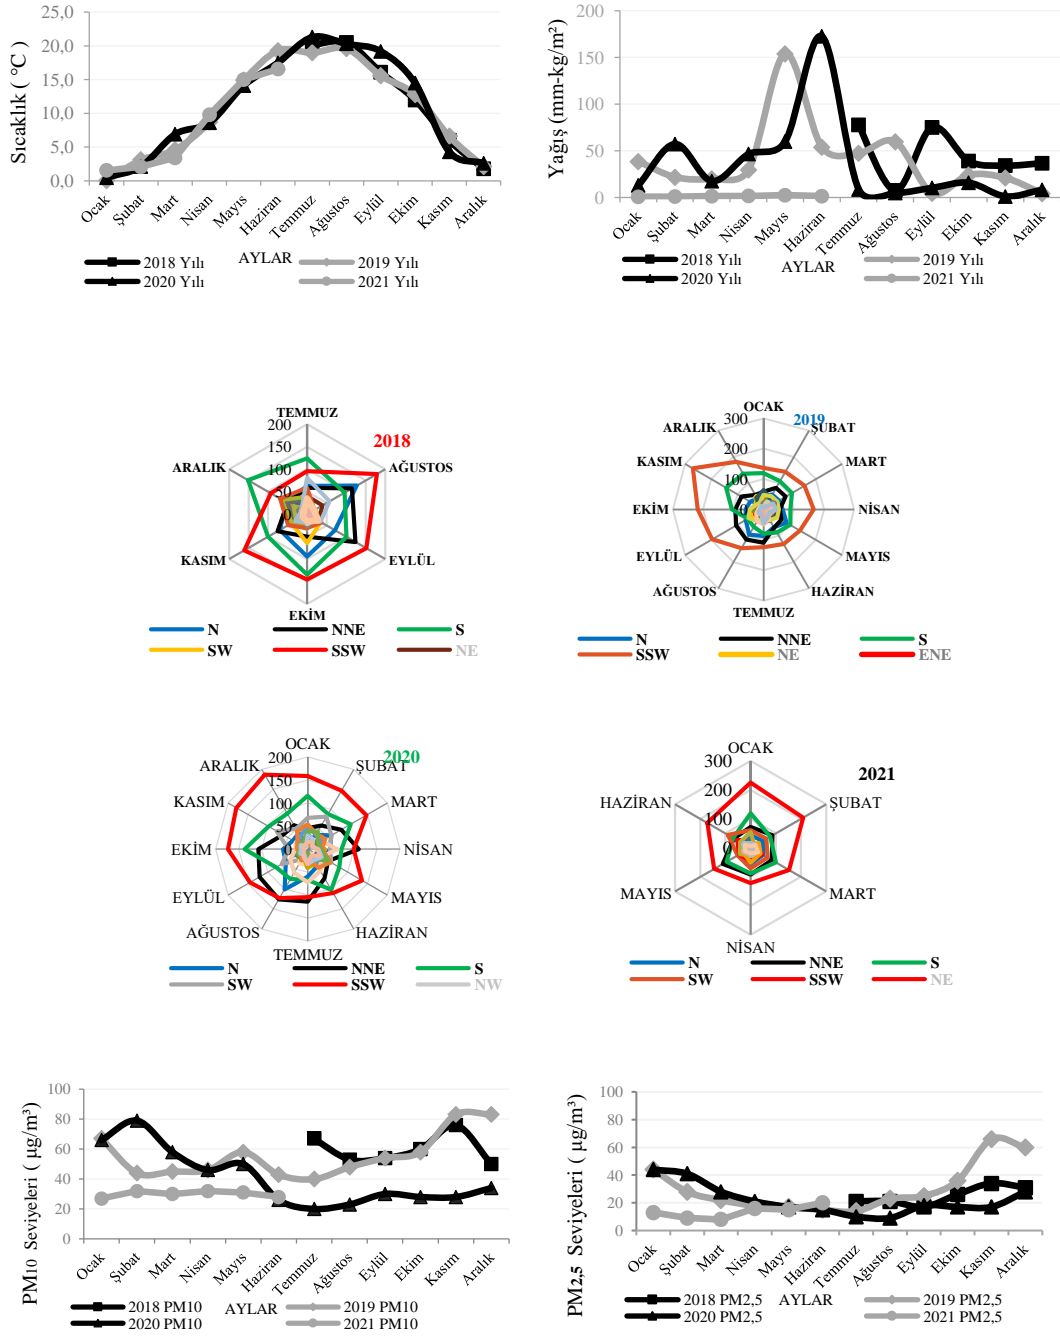 Sıcaklık ( °C)
25,0
20,0
15,0
10,0
5,0
0,0
Ocak
Şubat
Mart
Nisan
Mayıs
Haziran
Temmuz
Ağustos
Eylül
Ekim
Kasım
Aralık
AYLAR
2018 Yılı
2019 Yılı
2020 Yılı
2021 Yılı
Yağış (mm-kg/m²)
200
150
100
50
0
Ocak
Şubat
Mart
Nisan
Mayıs
Haziran
Temmuz
Ağustos
Eylül
Ekim
Kasım
Aralık
AYLAR
2018 Yılı
2019 Yılı
2020 Yılı
2021 Yılı
2018
TEMMUZ
AĞUSTOS
EYLÜL
EKİM
KASIM
ARALIK
200
150
100
50
0
N
NNE
S
SW
SSW
NE
2019
OCAK
ŞUBAT
MART
NİSAN
MAYIS
HAZİRAN
TEMMUZ
AĞUSTOS
EYLÜL
EKİM
KASIM
ARALIK
300
200
100
0
N
NNE
S
SSW
NE
ENE
2020
OCAK
ŞUBAT
MART
NİSAN
MAYIS
HAZİRAN
TEMMUZ
AĞUSTOS
EYLÜL
EKİM
KASIM
ARALIK
200
150
100
50
0
N
NNE
S
SW
SSW
NW
2021
OCAK
ŞUBAT
MART
NİSAN
MAYIS
HAZİRAN
300
200
100
0
N
NNE
S
SW
SSW
NE
PM10 Seviyeleri ( µg/m³)
100
80
60
40
20
0
Ocak
Şubat
Mart
Nisan
Mayıs
Haziran
Temmuz
Ağustos
Eylül
Ekim
Kasım
Aralık
AYLAR
2018 PM10
2019 PM10
2020 PM10
2021 PM10
PM2,5 Seviyeleri ( µg/m³)
100
80
60
40
20
0
Ocak
Şubat
Mart
Nisan
Mayıs
Haziran
Temmuz
Ağustos
Eylül
Ekim
Kasım
Aralık
AYLAR
2018 PM2,5
2019 PM2,5
2020 PM2,5
2021 PM2,5